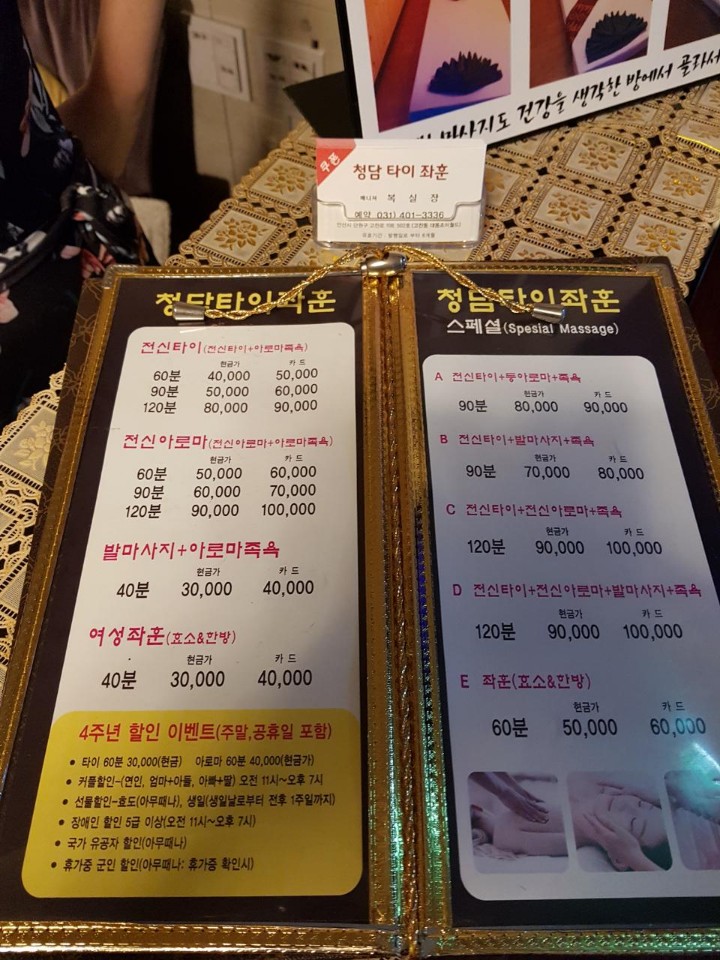 마사지도 건강을 생각한 방에서 골라서
쿠폰
청담 타이 좌훈
매니저 복 실 장
예약 031) 401-3336
청담타이좌훈
전신타이(전신타이+아로마족욕)
현금가 카 드
60분 40,000 50,000
90분 50,000 60,000
120분 80,000 90,000
전신아로마(전신아로마+아로마족욕)
현금가 카 드
60분 50,000 60,000
90분 60,000 70,000
120분 90,000 100,000
발마사지+아로마족욕
현금가 카 드
40분 30,000 40,000
여성좌훈(효소&한방)
현금가 카 드
40분 30,000 40,000
4주년 할인 이벤트(주말,공휴일 포함)
• 타이 60분 30,000(현금) 아로마 60분 40,000(현금가)
• 커플할인-(연인, 엄마+아들, 아빠+딸) 오전 11시~오후 7시
• 선물할인-효도(아무때나), 생일(생일날로부터 전후 1주일까지)
• 장애인 할인 5급 이상(오전 11시~오후 7시)
• 국가 유공자 할인(아무때나)
• 휴가중 군인 할인(아무때나: 휴가증 확인시)
청담타이좌훈
스페셜(Spesial Massage)
A 전신타이+등아로마+족욕
현금가 카 드
90분 80,000 90,000
B 전신타이+발마사지+족욕
현금가 카 드
90분 70,000 80,000
C 전신타이+전신아로마+족욕
현금가 카 드
120분 90,000 100,000
D 전신타이+전신아로마+발마사지+족욕
현금가 카 드
120분 90,000 100,000
E 좌훈(효소&한방)
현금가 카 드
60분 50,000 60,000